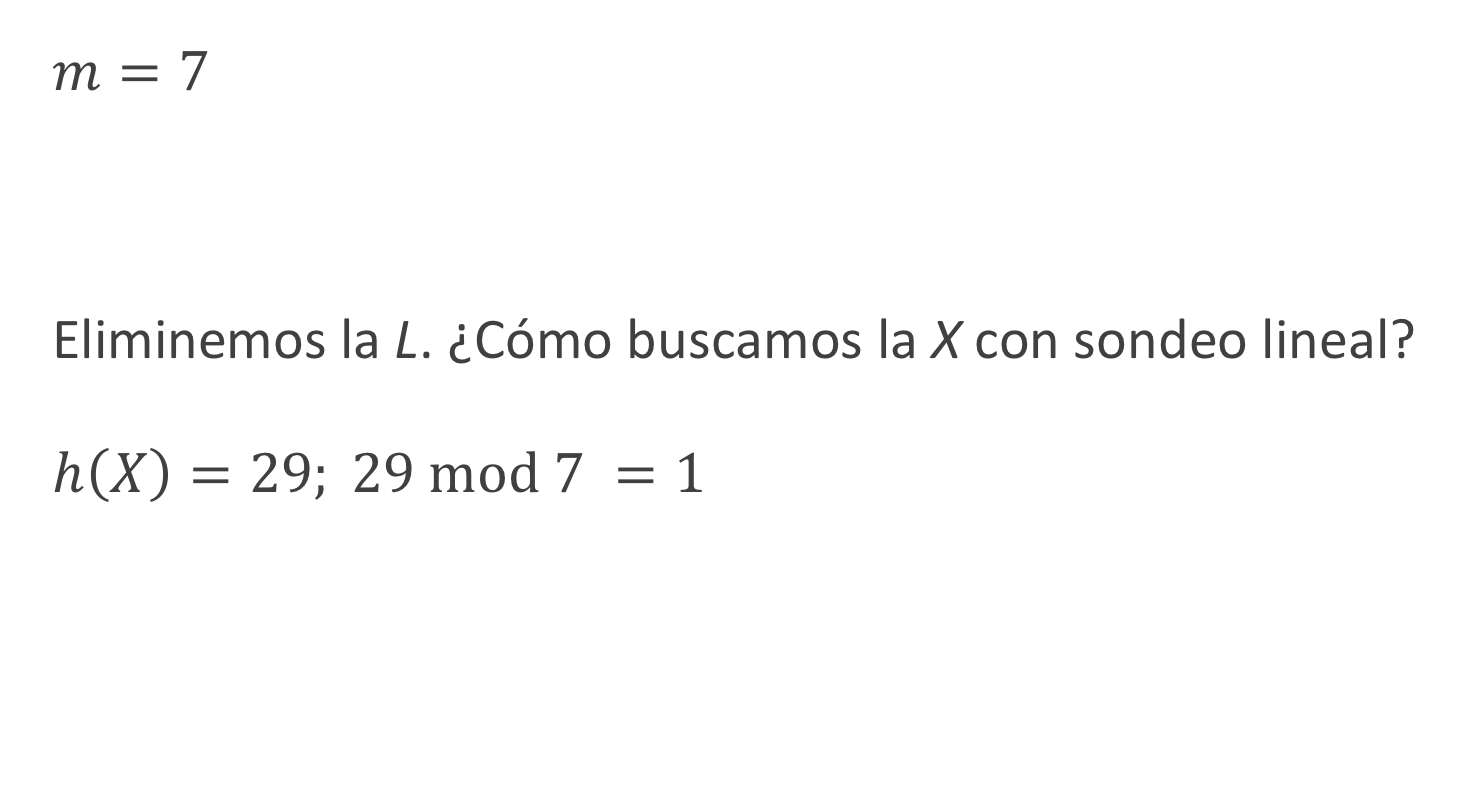 m = 7
Eliminemos la L. ¿Cómo buscamos la X con sondeo lineal?
h(X) = 29; 29 mod 7 = 1